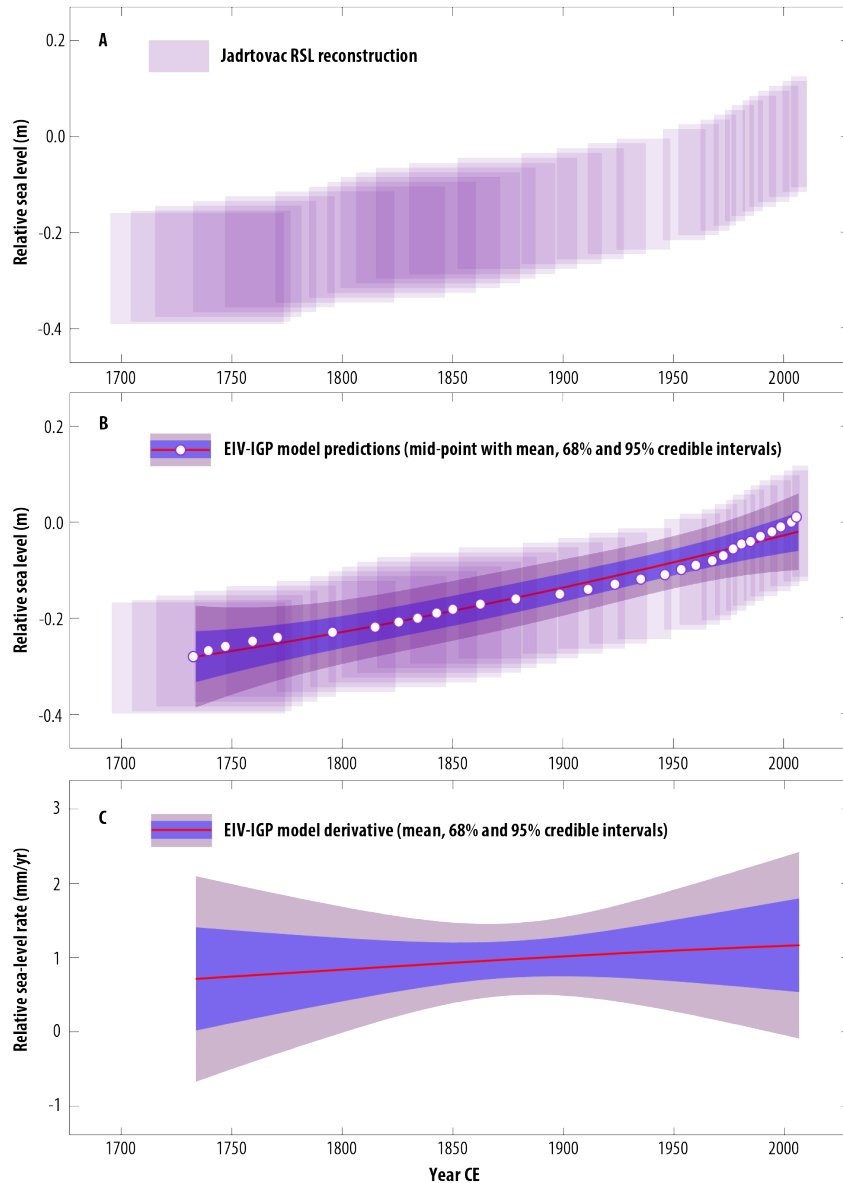 A
Jadrtovac RSL reconstruction
Relative sea level (m)
0.2
0.0
-0.2
-0.4
1700 1750 1800 1850 1900 1950 2000
B
EIV-IGP model predictions (mid-point with mean, 68% and 95% credible intervals)
Relative sea level (m)
0.2
0.0
-0.2
-0.4
1700 1750 1800 1850 1900 1950 2000
C
EIV-IGP model derivative (mean, 68% and 95% credible intervals)
Relative sea-level rate (mm/yr)
3
2
1
0
-1
1700 1750 1800 1850 1900 1950 2000
Year CE